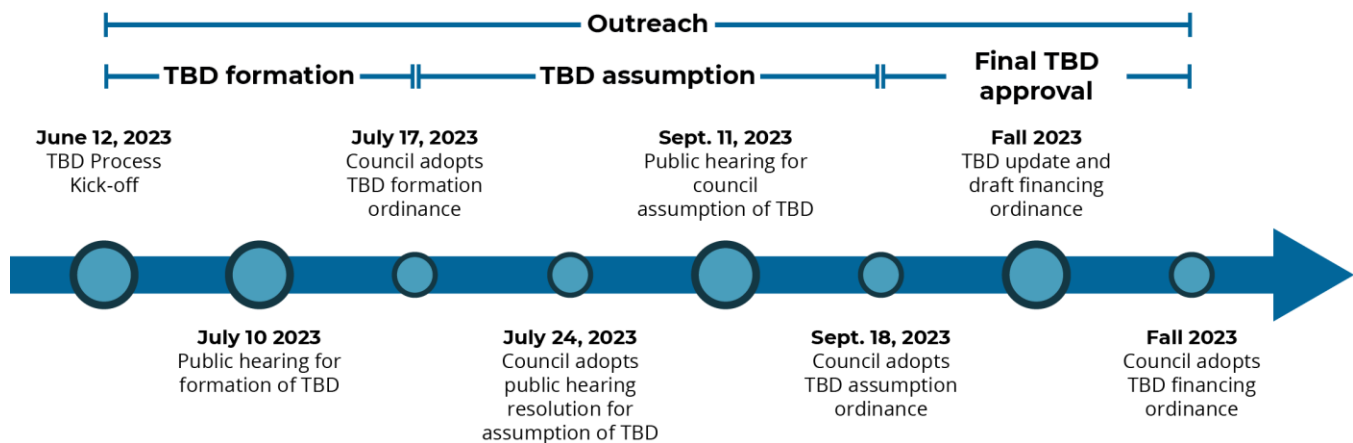 Outreach
TBD formation
TBD assumption
Final TBD
approval
June 12, 2023
TBD Process
Kick-off
July 17, 2023
Council adopts
TBD formation
ordinance
Sept. 11, 2023
Public hearing for
council
assumption of TBD
Fall 2023
TBD update and
draft financing
ordinance
July 10 2023
Public hearing for
formation of TBD
July 24, 2023
Council adopts
public hearing
resolution for
assumption of TBD
Sept. 18, 2023
Council adopts
TBD assumption
ordinance
Fall 2023
Council adopts
TBD financing
ordinance